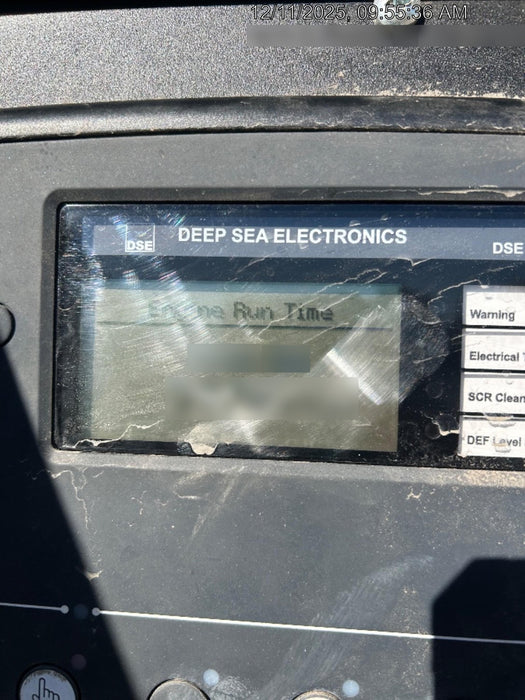 12/11/2025, 09:55:36 AM
DSE DEEP SEA ELECTRONICS DSE
Engine Run Time
Warning
Electrical
SCR Clean
DEF Level